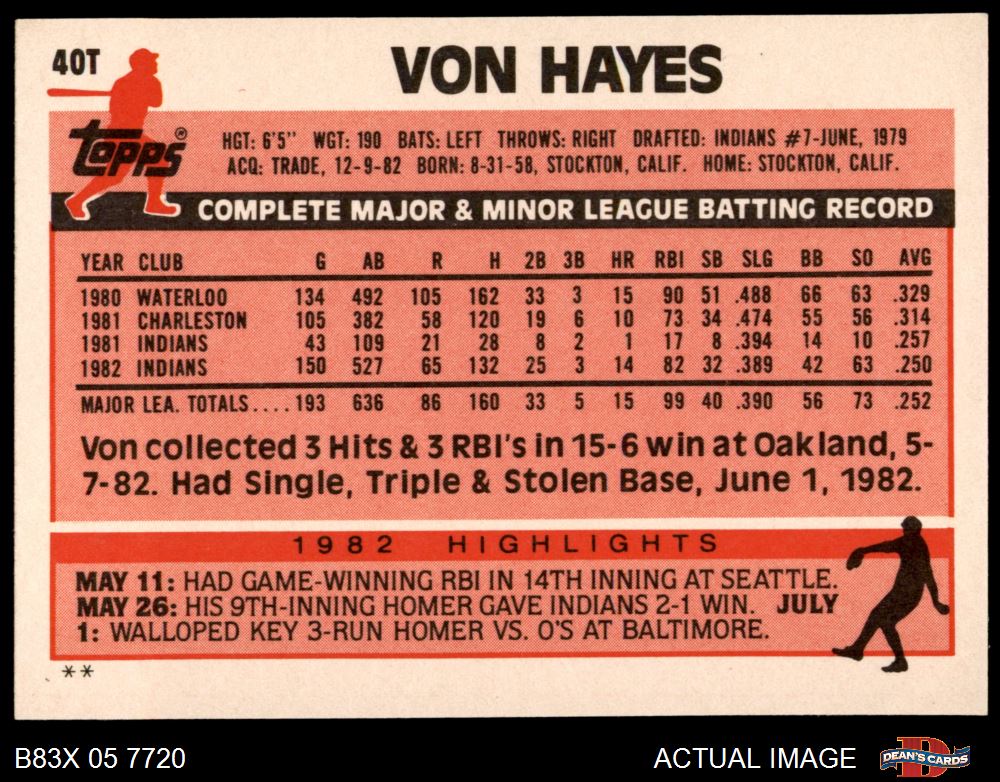 40T
VON HAYES
topps®
HGT: 6'5" WGT: 190 BATS: LEFT THROWS: RIGHT DRAFTED: INDIANS #7-JUNE, 1979
ACQ: TRADE, 12-9-82 BORN: 8-31-58, STOCKTON, CALIF. HOME: STOCKTON, CALIF.
COMPLETE MAJOR & MINOR LEAGUE BATTING RECORD
YEAR CLUB G AB R H 2B 3B HR RBI SB SLG BB SO AVG
1980 WATERLOO 134 492 105 162 33 3 15 90 51 .488 66 63 .329
1981 CHARLESTON 105 382 58 120 19 6 10 73 34 .474 55 56 .314
1981 INDIANS 43 109 21 28 8 2 1 17 8 .394 14 10 .257
1982 INDIANS 150 527 65 132 25 3 14 82 32 .389 42 63 .250
MAJOR LEA. TOTALS....193 636 86 160 33 5 15 99 40 .390 56 73 .252
Von collected 3 Hits & 3 RBI's in 15-6 win at Oakland, 5-
7-82. Had Single, Triple & Stolen Base, June 1, 1982.
1982 HIGHLIGHTS
MAY 11: HAD GAME-WINNING RBI IN 14TH INNING AT SEATTLE.
MAY 26: HIS 9TH-INNING HOMER GAVE INDIANS 2-1 WIN. JULY
1: WALLOPED KEY 3-RUN HOMER VS. O'S AT BALTIMORE.
**
B83X 05 7720 ACTUAL IMAGE DEAN'S CARDS